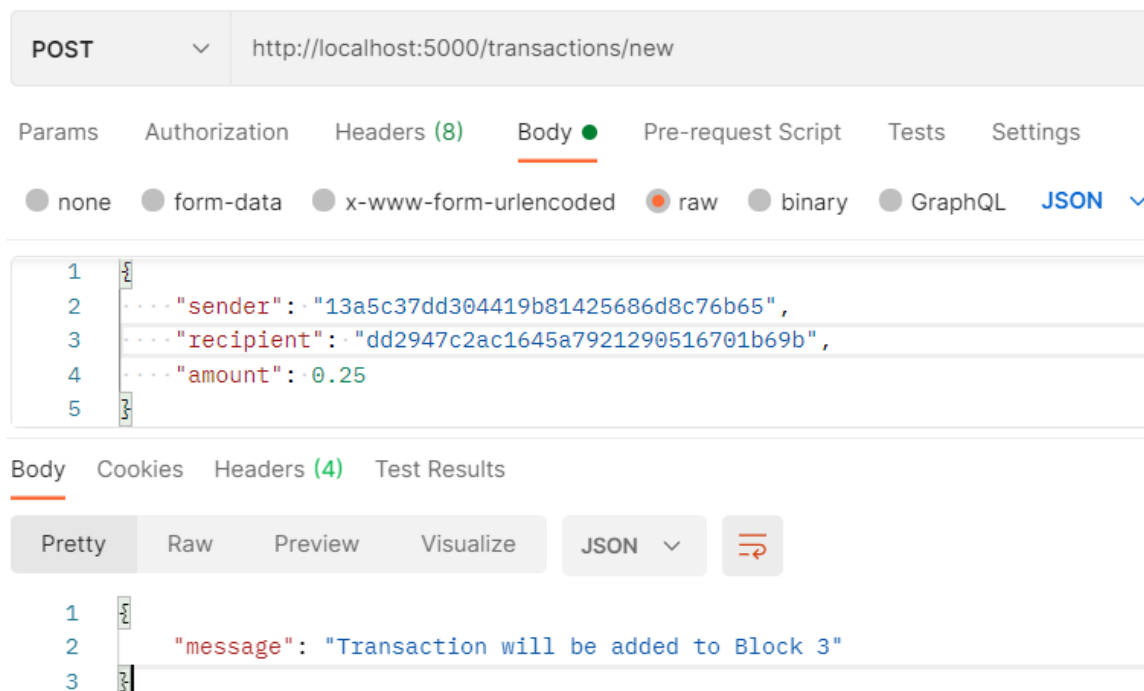 POST http://localhost:5000/transactions/new
Params Authorization Headers (8) Body Pre-request Script Tests Settings
none form-data x-www-form-urlencoded raw binary GraphQL JSON
1 {
2 "sender": "13a5c37dd304419b81425686d8c76b65",
3 "recipient": "dd2947c2ac1645a7921290516701b69b",
4 "amount": 0.25
5 }
Body Cookies Headers (4) Test Results
Pretty Raw Preview Visualize JSON
1 {
2 "message": "Transaction will be added to Block 3"
3 }